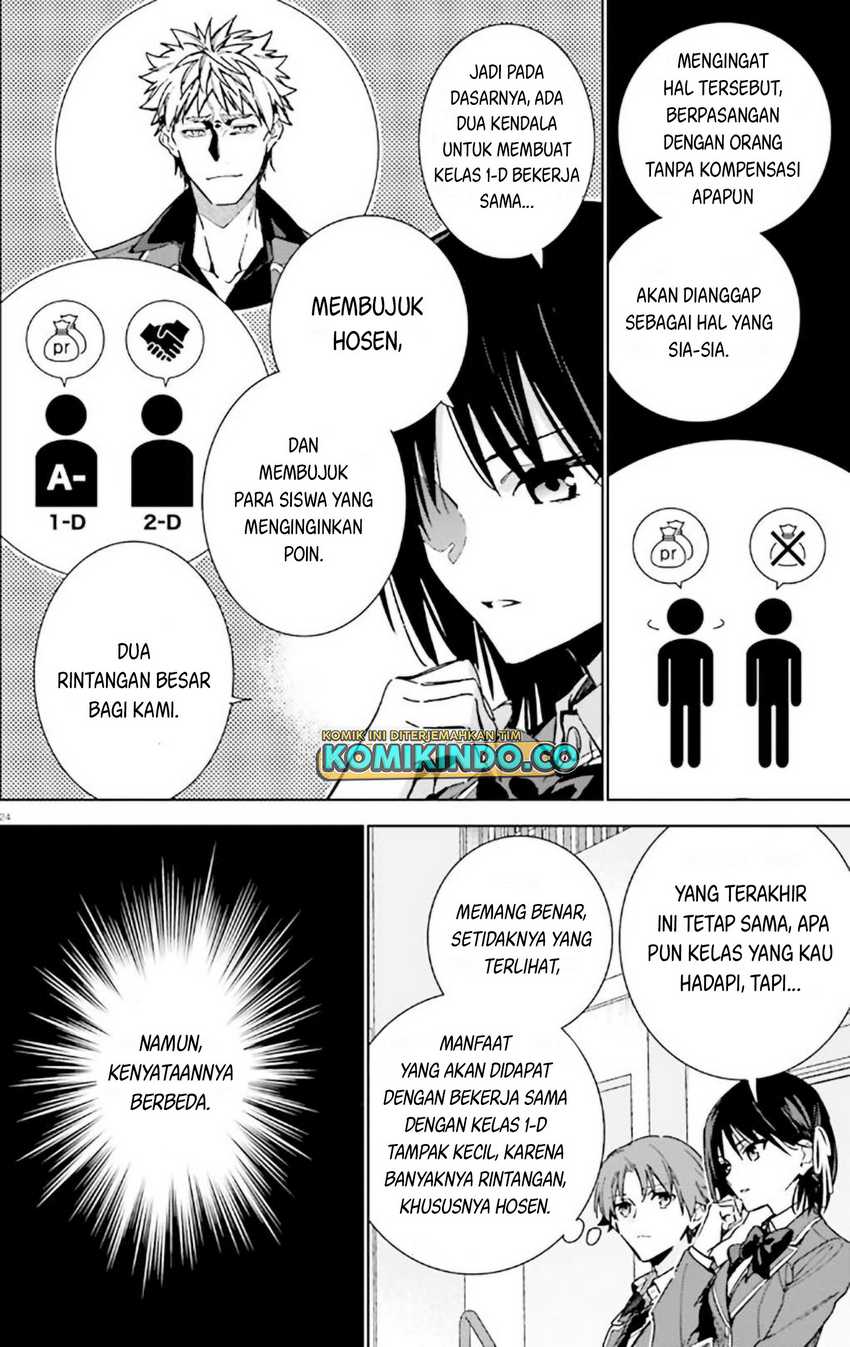 MENGINGAT
HAL TERSEBUT,
BERPASANGAN
DENGAN ORANG
TANPA KOMPENSASI
APAPUN
AKAN DIANGGAP
SEBAGAI HAL YANG
SIA-SIA.
pr
JADI PADA
DASARNYA, ADA
DUA KENDALA
UNTUK MEMBUAT
KELAS 1-D BEKERJA
SAMA...
MEMBUJUK
HOSEN,
DAN
MEMBUJUK
PARA SISWA YANG
MENGINGINKAN
POIN.
pr
A-
1-D
2-D
DUA
RINTANGAN BESAR
BAGI KAMI.
KOMIK INI DITERJEMAHKAN TIM
KOMIKINDO.CO
24
YANG TERAKHIR
INI TETAP SAMA, APA
PUN KELAS YANG KAU
HADAPI, TAPI...
MEMANG BENAR,
SETIDAKNYA YANG
TERLIHAT,
MANFAAT
YANG AKAN DIDAPAT
DENGAN BEKERJA SAMA
DENGAN KELAS 1-D
TAMPAK KECIL, KARENA
BANYAKNYA RINTANGAN,
KHUSUSNYA HOSEN.
NAMUN,
KENYATAANNYA
BERBEDA.